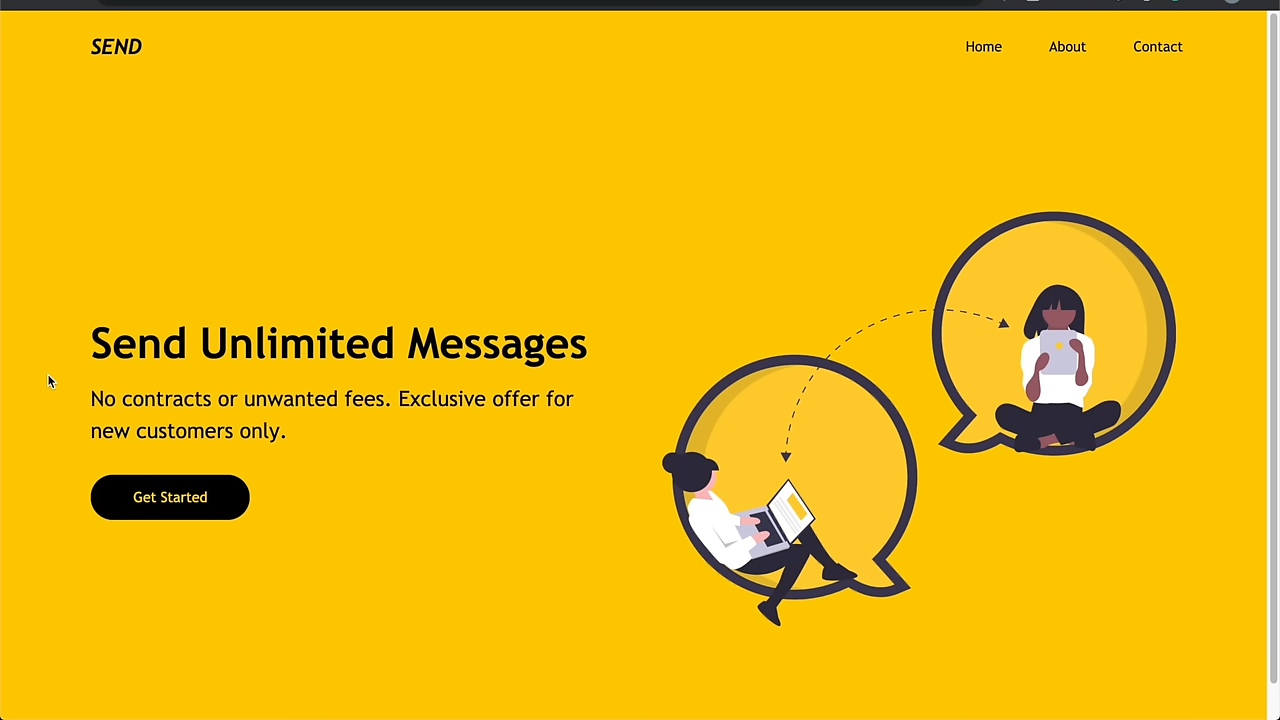 SEND
Home About Contact
Send Unlimited Messages
No contracts or unwanted fees. Exclusive offer for
new customers only.
Get Started